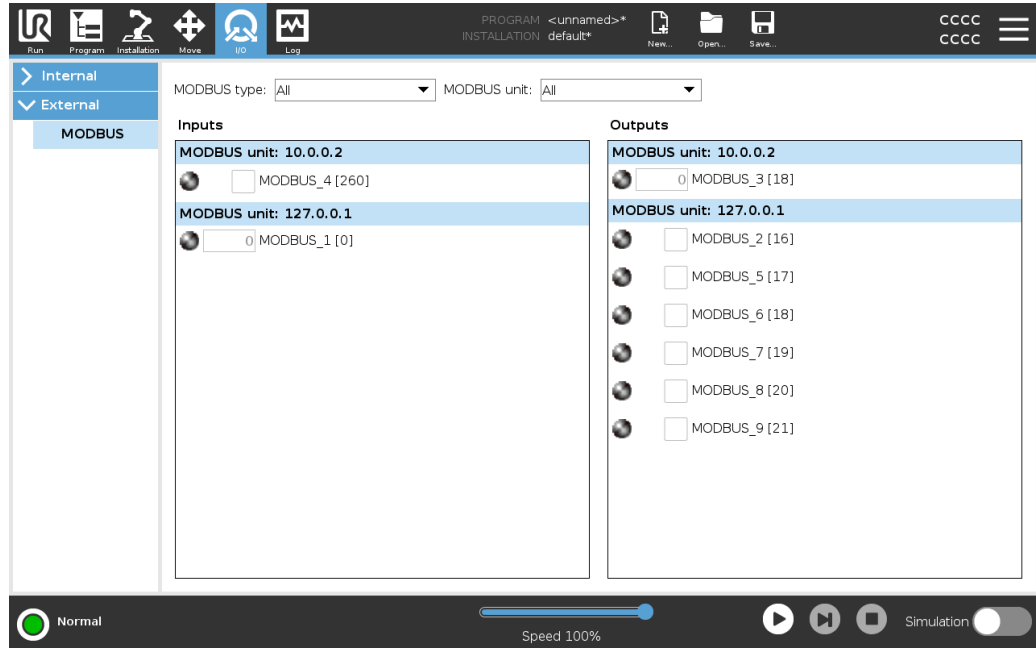 UR
Run
Program
Installation
Move
I/O
Log
PROGRAM <unnamed>*
INSTALLATION default*
New...
Open...
Save...
CCCC
CCCC
Internal
External
MODBUS
MODBUS type: All
MODBUS unit: All
Inputs
MODBUS unit: 10.0.0.2
MODBUS_4 [260]
MODBUS unit: 127.0.0.1
0 MODBUS_1 [0]
Outputs
MODBUS unit: 10.0.0.2
0 MODBUS_3 [18]
MODBUS unit: 127.0.0.1
MODBUS_2 [16]
MODBUS_5 [17]
MODBUS_6 [18]
MODBUS_7 [19]
MODBUS_8 [20]
MODBUS_9 [21]
Normal
Speed 100%
Simulation